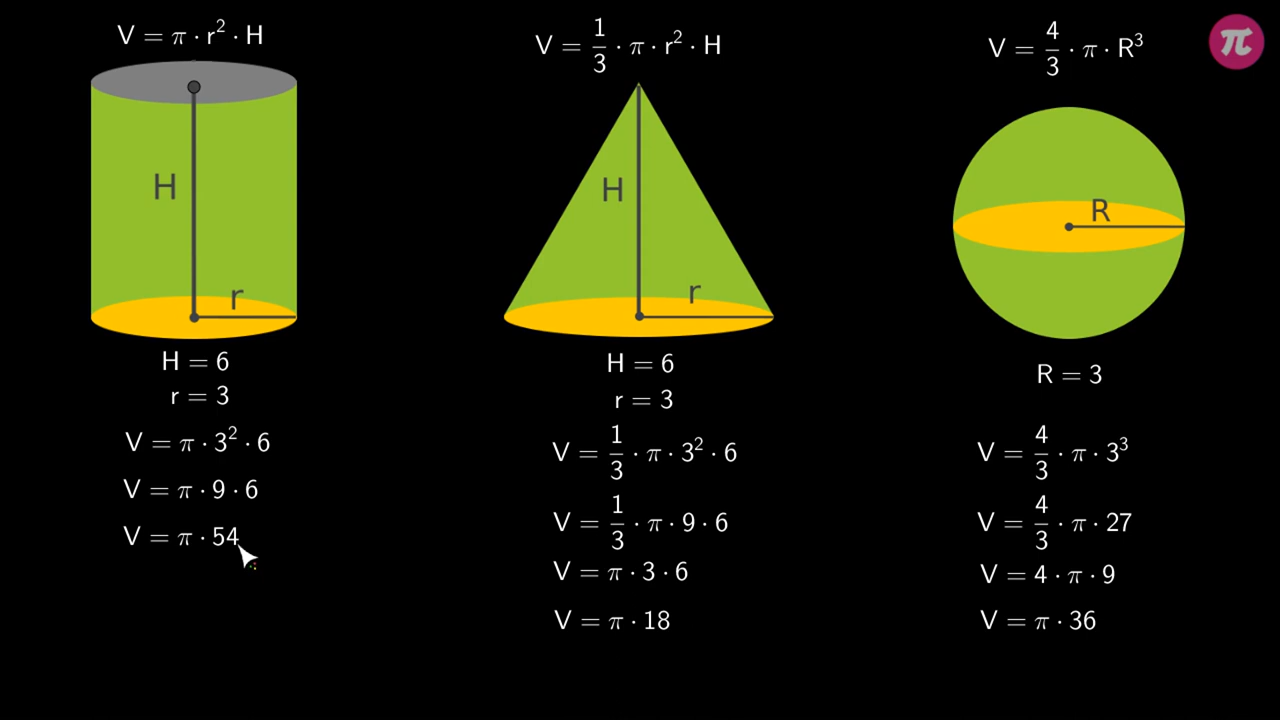 V = π · r² · H
H
r
H = 6
r = 3
V = π · 3² · 6
V = π · 9 · 6
V = π · 54
V = 1/3 · π · r² · H
H
r
H = 6
r = 3
V = 1/3 · π · 3² · 6
V = 1/3 · π · 9 · 6
V = π · 3 · 6
V = π · 18
V = 4/3 · π · R³
R
R = 3
V = 4/3 · π · 3³
V = 4/3 · π · 27
V = 4 · π · 9
V = π · 36
π